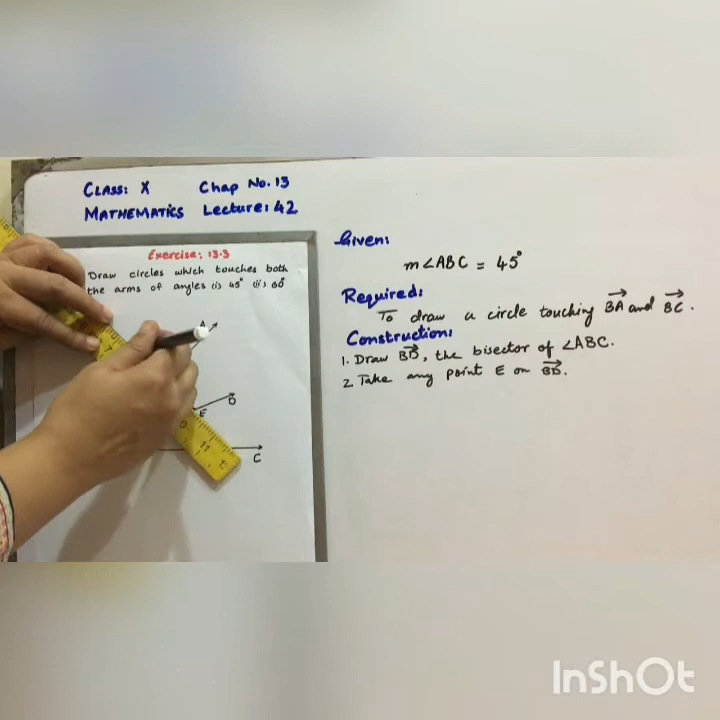 CLASS: X Chap No. 13
MATHEMATICS Lecture: 42
Exercise: 13.3
Draw circles which touches both
the arms of angles (i) 45° (ii) 60°
A
D
E
C
Given:
m∠ABC = 45°
Required:
To draw a circle touching BA and BC.
Construction:
1. Draw BD, the bisector of ∠ABC.
2. Take any point E on BD.
InShOt